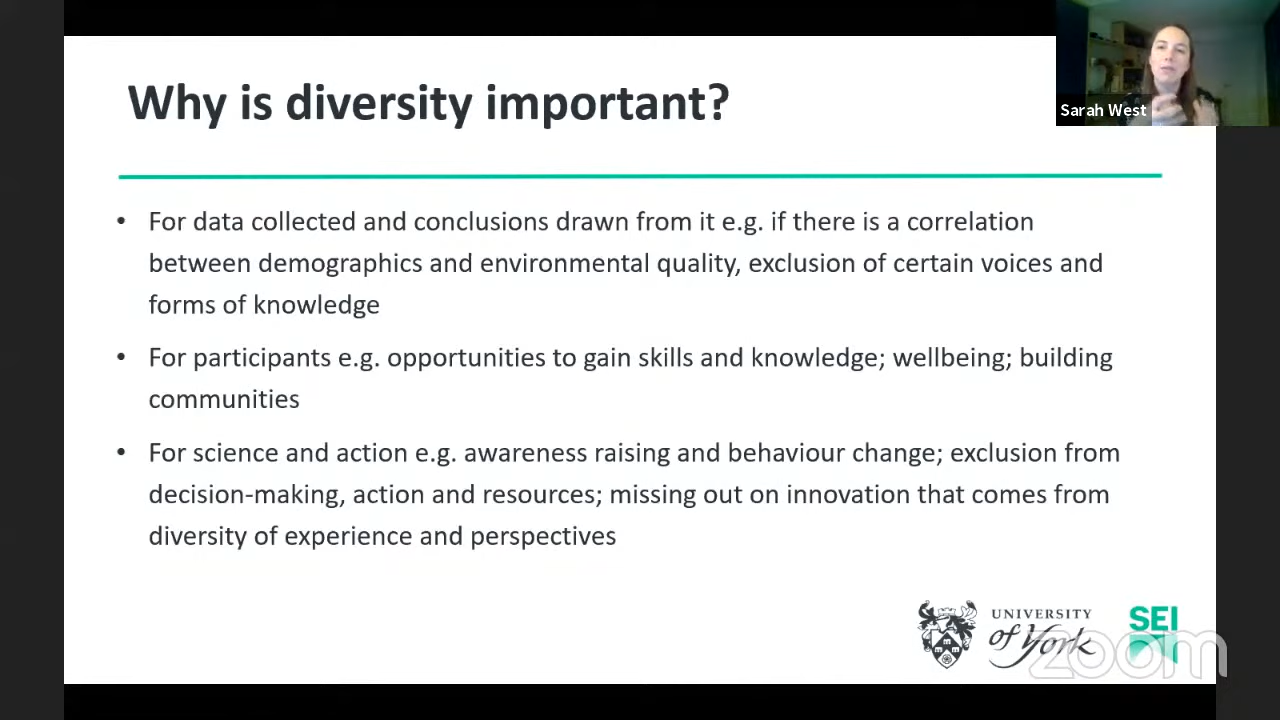 Why is diversity important?
Sarah West
• For data collected and conclusions drawn from it e.g. if there is a correlation
between demographics and environmental quality, exclusion of certain voices and
forms of knowledge
• For participants e.g. opportunities to gain skills and knowledge; wellbeing; building
communities
• For science and action e.g. awareness raising and behaviour change; exclusion from
decision-making, action and resources; missing out on innovation that comes from
diversity of experience and perspectives
UNIVERSITY
of York
SEI
zoom